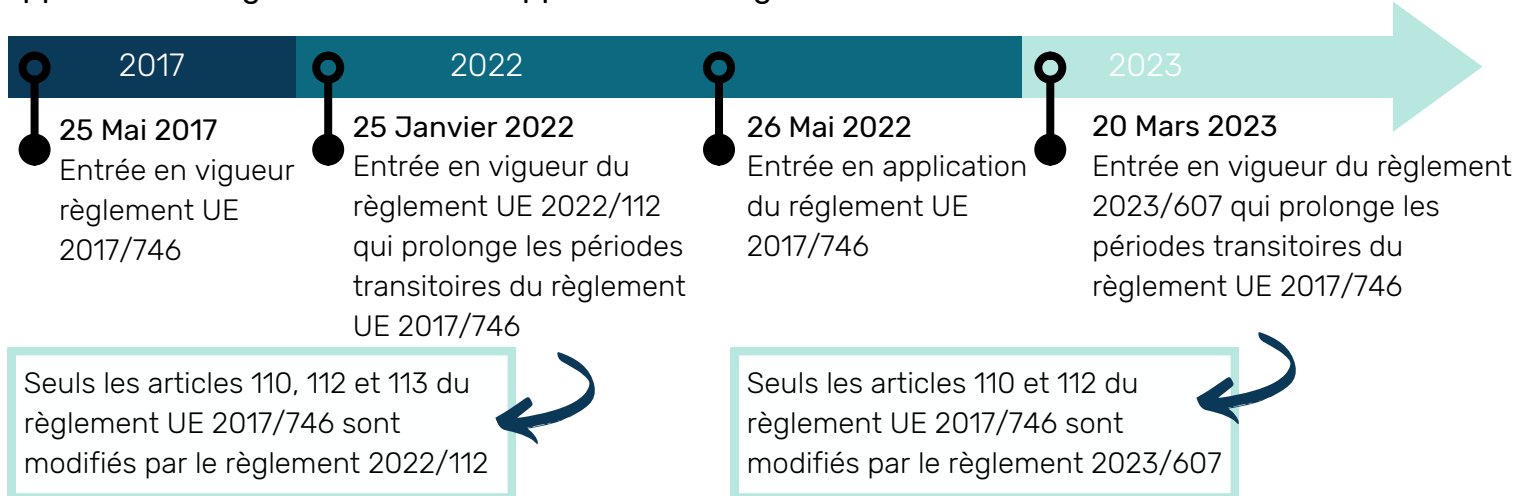 2017
2022
2023
25 Mai 2017
Entrée en vigueur
règlement UE
2017/746
25 Janvier 2022
Entrée en vigueur du
règlement UE 2022/112
qui prolonge les périodes
transitoires du règlement
UE 2017/746
26 Mai 2022
Entrée en application
du réglement UE
2017/746
20 Mars 2023
Entrée en vigueur du règlement
2023/607 qui prolonge les
périodes transitoires du
règlement UE 2017/746
Seuls les articles 110, 112 et 113 du
règlement UE 2017/746 sont
modifiés par le règlement 2022/112
Seuls les articles 110 et 112 du
règlement UE 2017/746 sont
modifiés par le règlement 2023/607